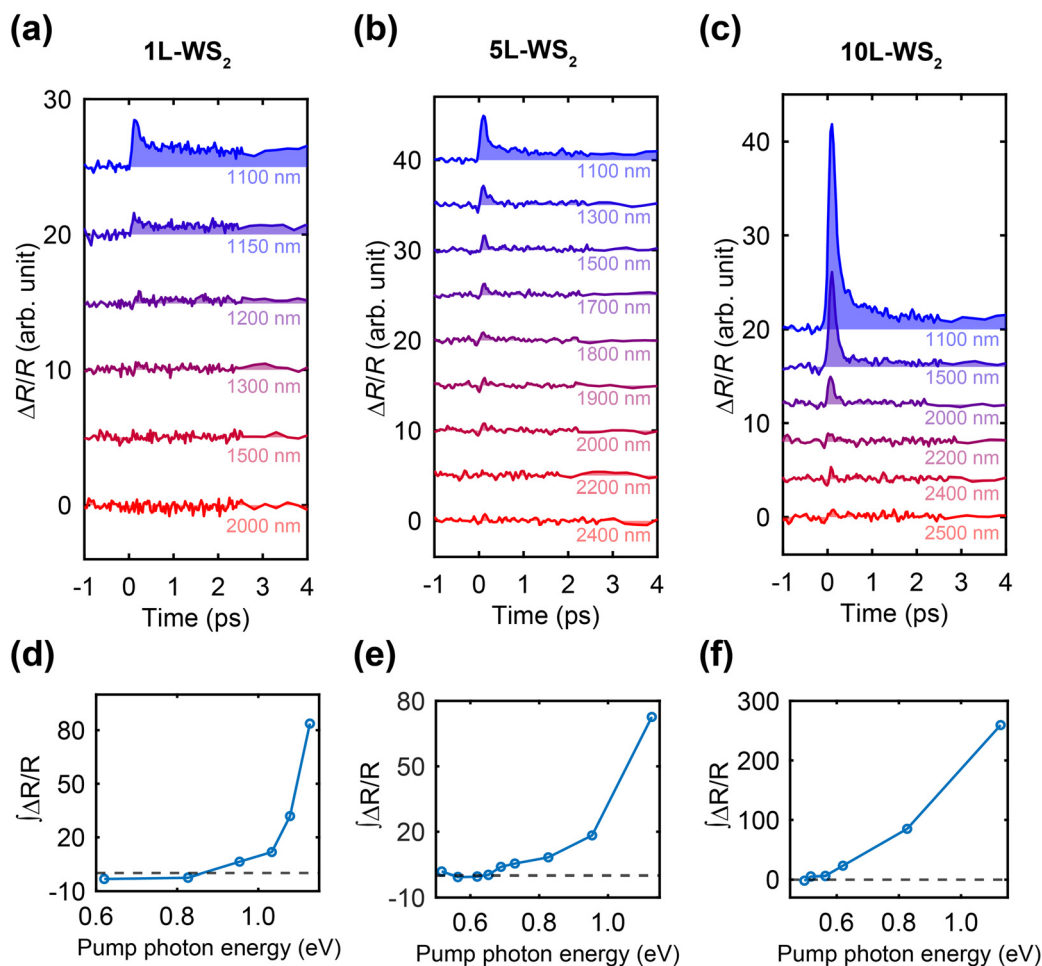 (a)
1L-WS2
ΔR/R (arb. unit)
30
20
10
0
1100 nm
1150 nm
1200 nm
1300 nm
1500 nm
2000 nm
-1 0 1 2 3 4
Time (ps)
(b)
5L-WS2
ΔR/R (arb. unit)
40
30
20
10
0
1100 nm
1300 nm
1500 nm
1700 nm
1800 nm
1900 nm
2000 nm
2200 nm
2400 nm
-1 0 1 2 3 4
Time (ps)
(c)
10L-WS2
ΔR/R (arb. unit)
40
30
20
10
0
1100 nm
1500 nm
2000 nm
2200 nm
2400 nm
2500 nm
-1 0 1 2 3 4
Time (ps)
(d)
∫ΔR/R
80
50
20
-10
0.6 0.8 1.0
Pump photon energy (eV)
(e)
∫ΔR/R
80
60
20
-10
0.6 0.8 1.0
Pump photon energy (eV)
(f)
∫ΔR/R
300
200
100
0
0.6 0.8 1.0
Pump photon energy (eV)